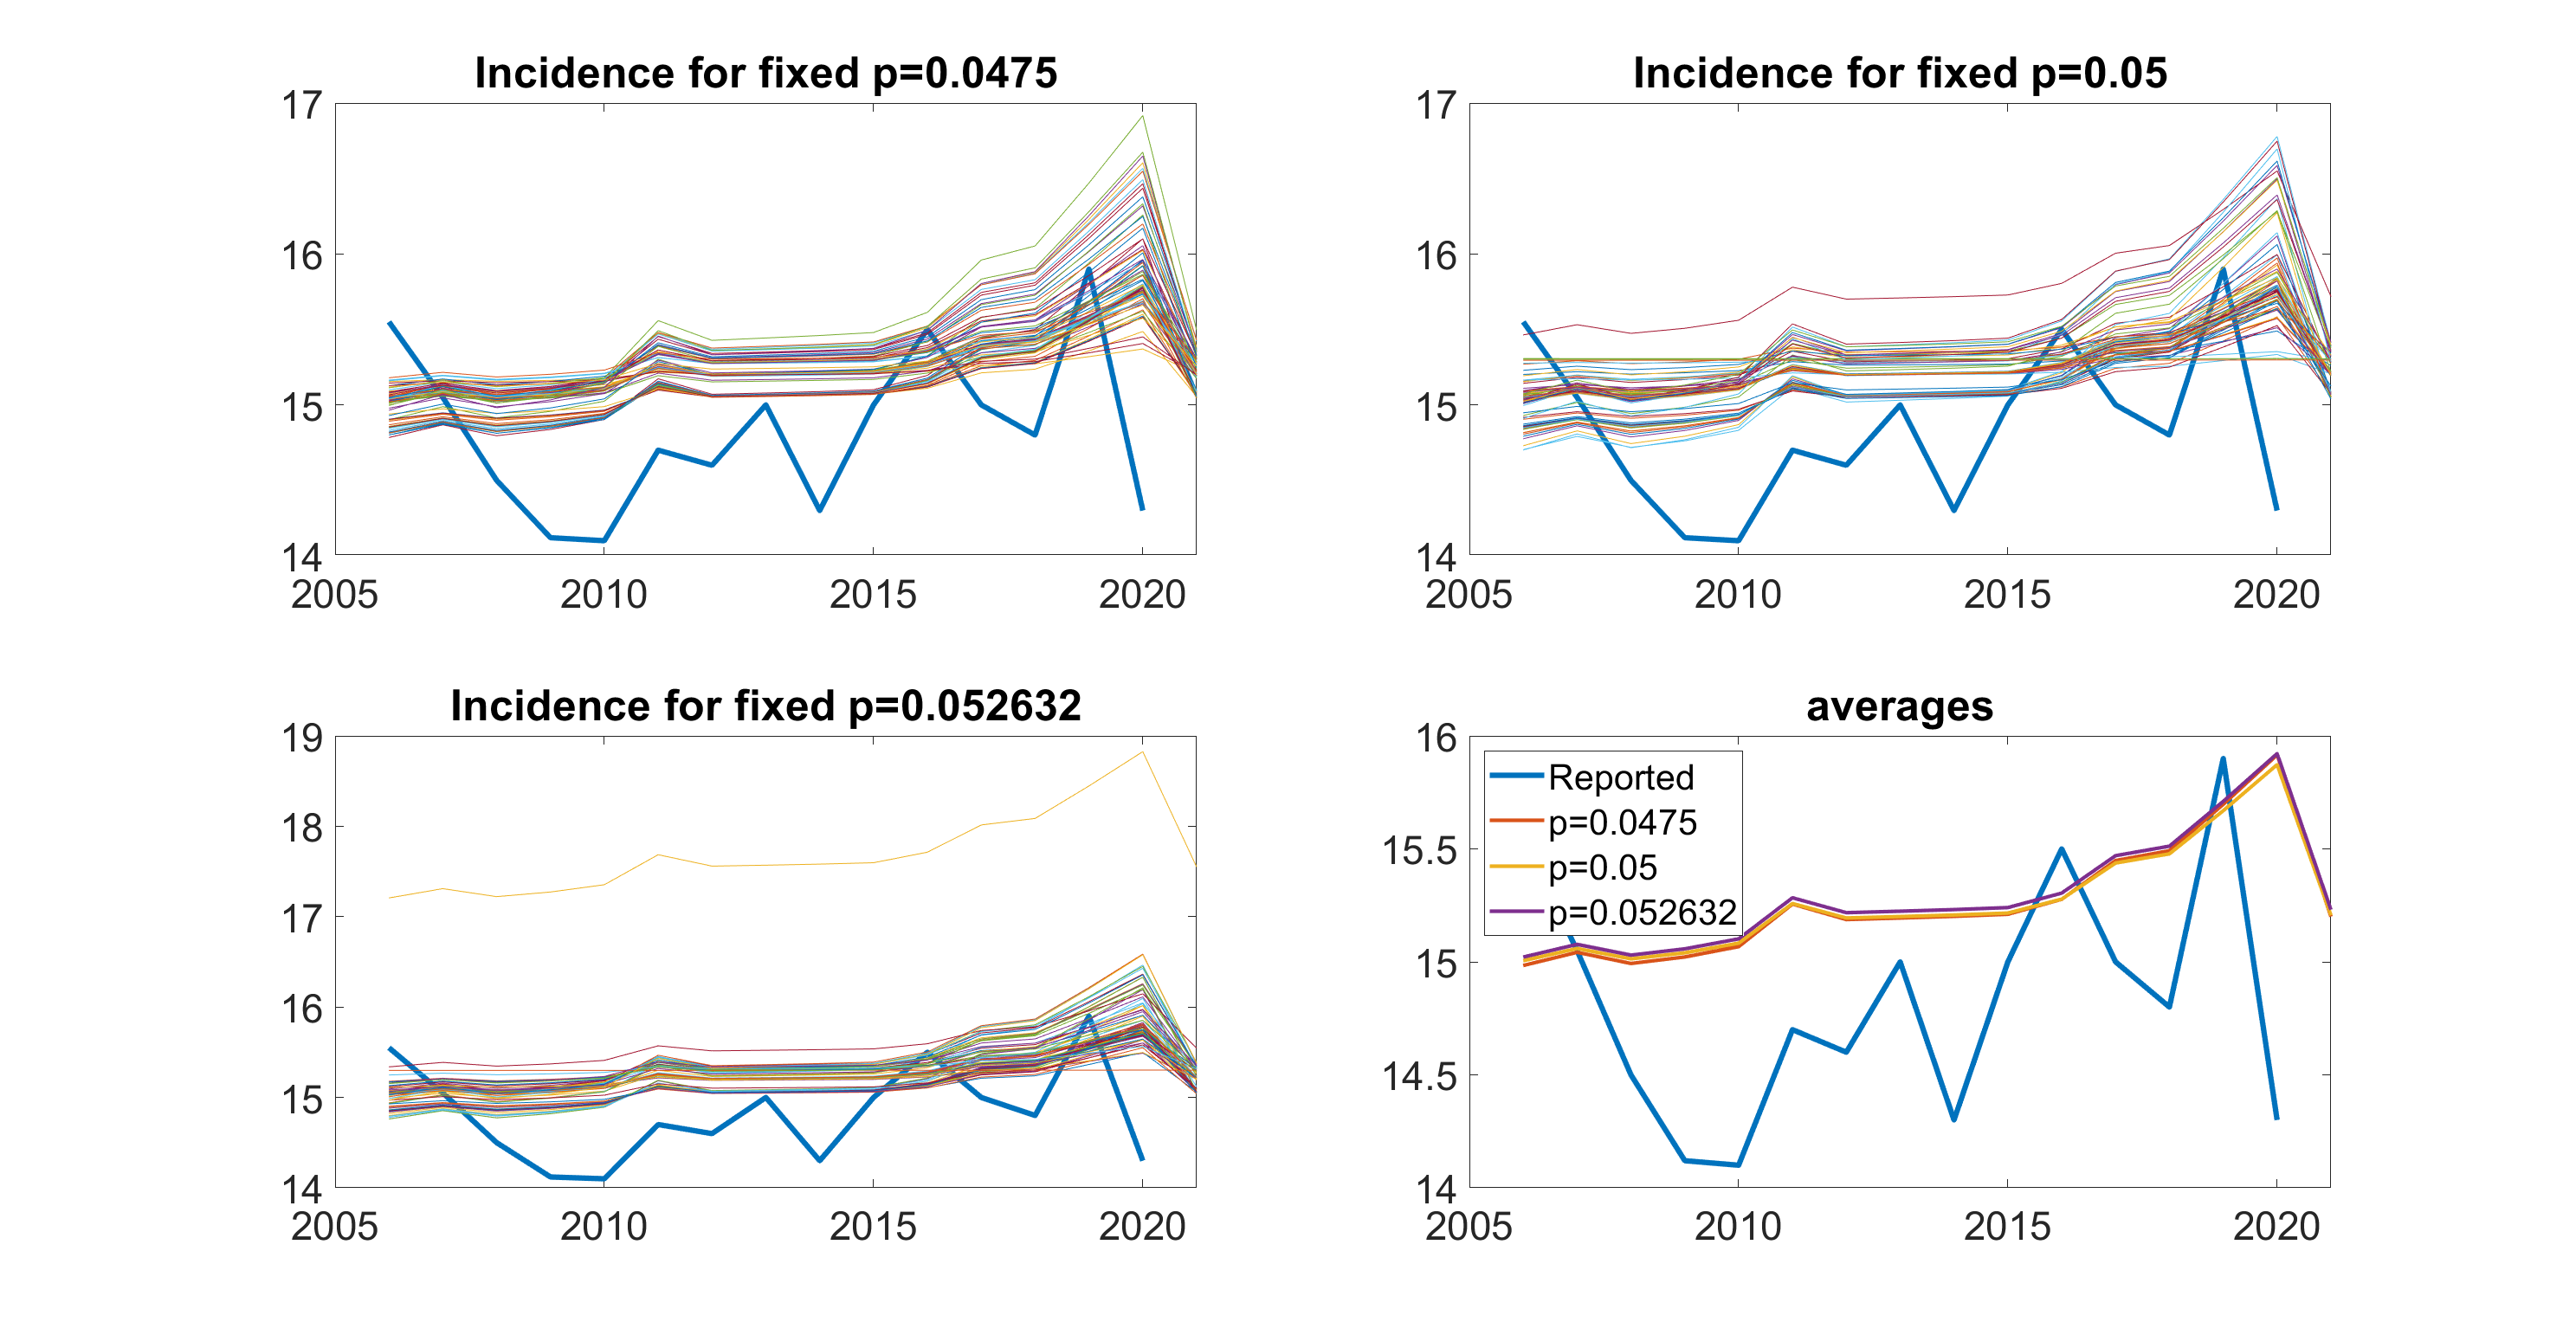 Incidence for fixed p=0.0475
17
16
15
14
2005 2010 2015 2020
Incidence for fixed p=0.05
17
16
15
14
2005 2010 2015 2020
Incidence for fixed p=0.052632
19
18
17
16
15
14
2005 2010 2015 2020
averages
16
15.5
15
14.5
14
2005 2010 2015 2020
Reported
p=0.0475
p=0.05
p=0.052632